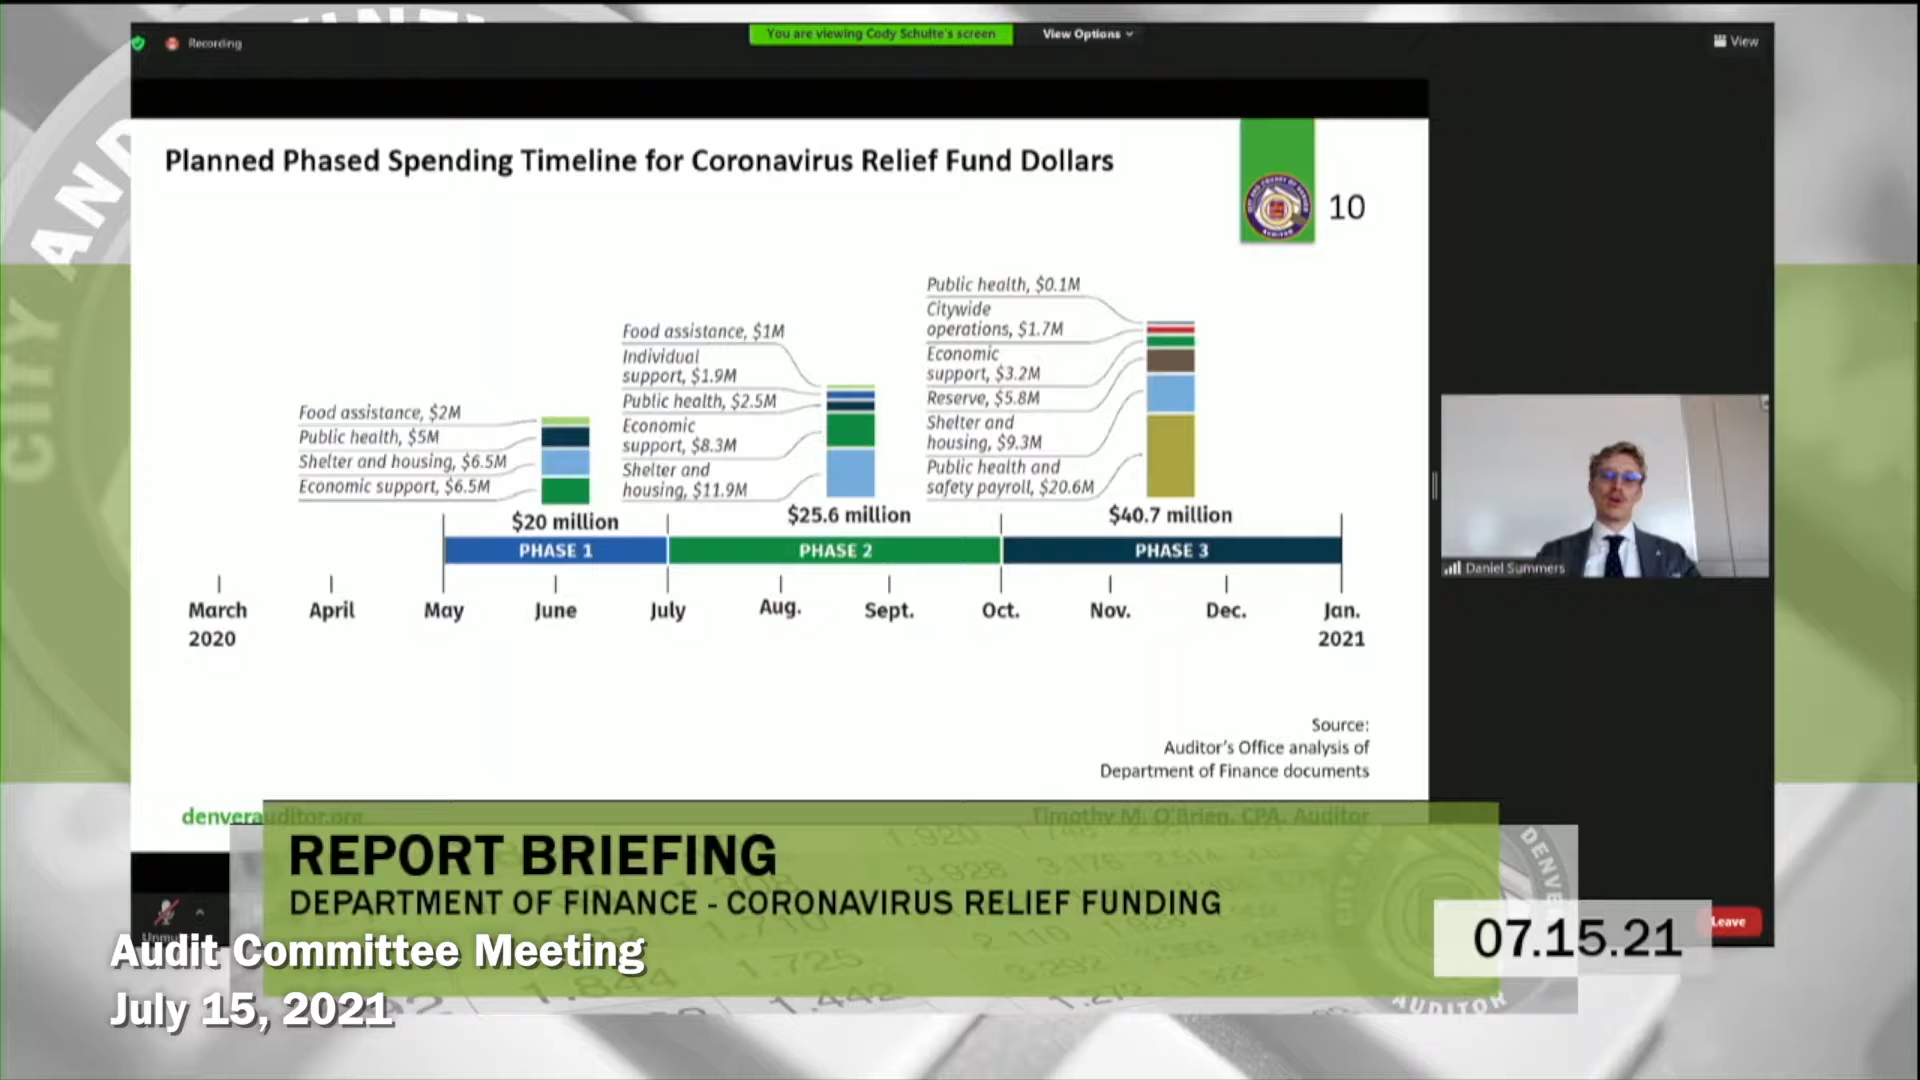 Recording
You are viewing Cody Schulte's screen
View Options
View
Planned Phased Spending Timeline for Coronavirus Relief Fund Dollars
10
Food assistance, $2M
Public health, $5M
Shelter and housing, $6.5M
Economic support, $6.5M
Food assistance, $1M
Individual
support, $1.9M
Public health, $2.5M
Economic
support, $8.3M
Shelter and
housing, $11.9M
Public health, $0.1M
Citywide
operations, $1.7M
Economic
support, $3.2M
Reserve, $5.8M
Shelter and
housing, $9.3M
Public health and
safety payroll, $20.6M
$20 million
$25.6 million
$40.7 million
PHASE 1
PHASE 2
PHASE 3
March
2020
April
May
June
July
Aug.
Sept.
Oct.
Nov.
Dec.
Jan.
2021
Daniel Summers
Source:
Auditor's Office analysis of
Department of Finance documents
denverauditor.org
Timothy M. O'Brien, CPA, Auditor
REPORT BRIEFING
DEPARTMENT OF FINANCE - CORONAVIRUS RELIEF FUNDING
Audit Committee Meeting
July 15, 2021
07.15.21
Leave
CITY AND
AUDITOR